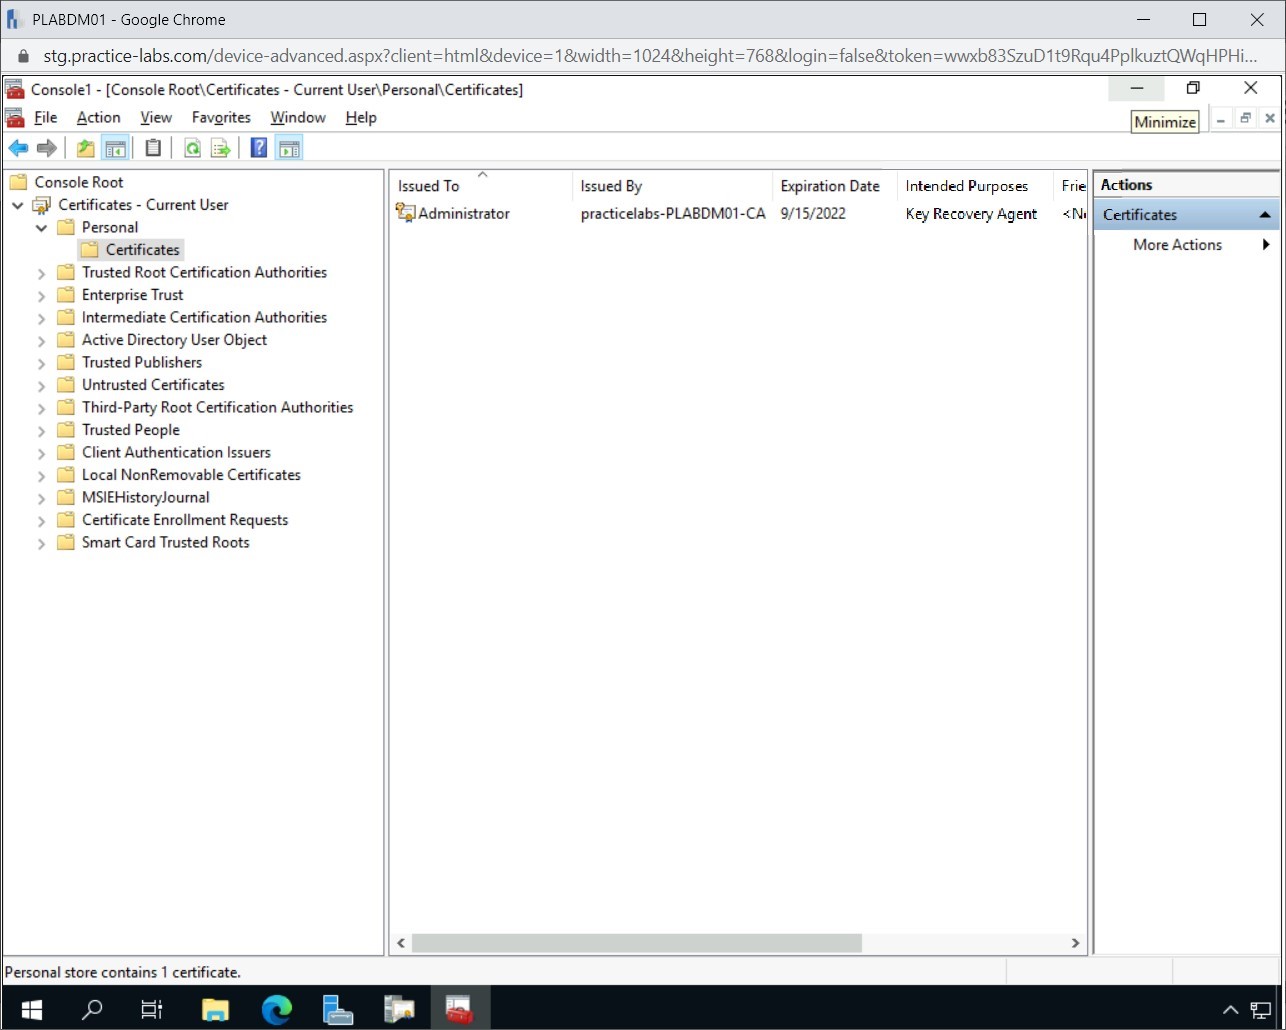 PLABDM01 - Google Chrome
stg.practice-labs.com/device-advanced.aspx?client=html&device=1&width=1024&height=768&login=false&token=wwxb83SzuD1t9Rqu4PplkuztQWqHPHi...
Console1 - [Console Root\Certificates - Current User\Personal\Certificates]
File Action View Favorites Window Help
Minimize
Console Root
Certificates - Current User
Personal
Certificates
Trusted Root Certification Authorities
Enterprise Trust
Intermediate Certification Authorities
Active Directory User Object
Trusted Publishers
Untrusted Certificates
Third-Party Root Certification Authorities
Trusted People
Client Authentication Issuers
Local NonRemovable Certificates
MSIEHistoryJournal
Certificate Enrollment Requests
Smart Card Trusted Roots
Issued To Issued By Expiration Date Intended Purposes Frie
Administrator practicelabs-PLABDM01-CA 9/15/2022 Key Recovery Agent <N
Actions
Certificates
More Actions
Personal store contains 1 certificate.